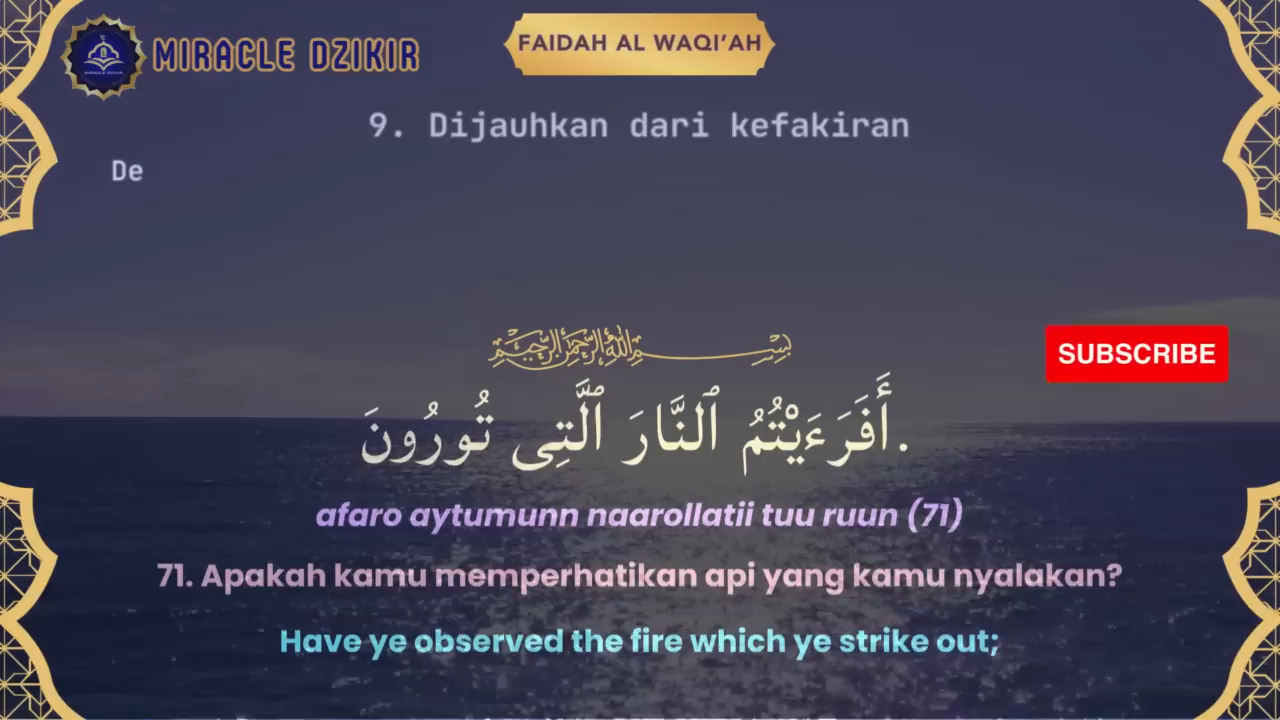 MIRACLE DZIKIR
FAIDAH AL WAQI'AH
9. Dijauhkan dari kefakiran
De
بِسْمِ اللهِ الرَّحْمٰنِ الرَّحِيْمِ
SUBSCRIBE
أَفَرَءَيْتُمُ ٱلنَّارَ ٱلَّتِى تُورُونَ.
afaro aytumunn naarollatii tuu ruun (71)
71. Apakah kamu memperhatikan api yang kamu nyalakan?
Have ye observed the fire which ye strike out;